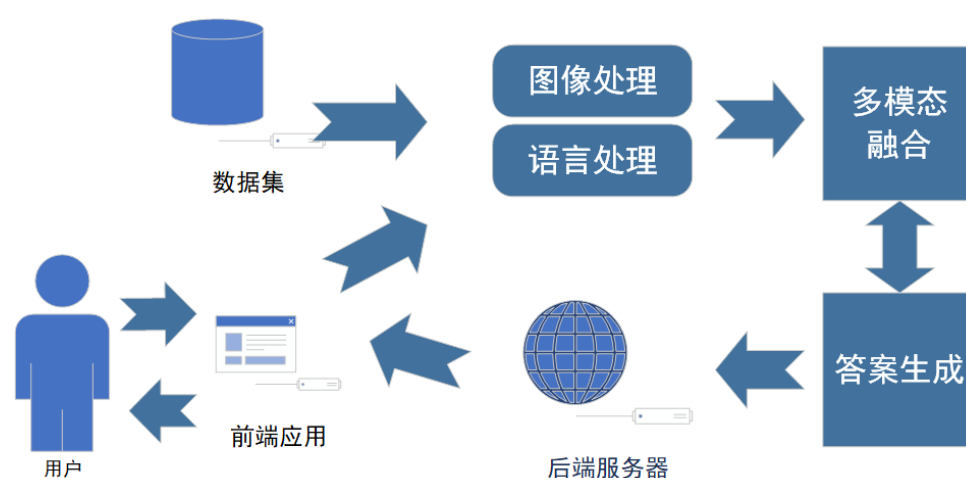 图像处理
多模态
融合
语言处理
数据集
答案生成
前端应用
用户
后端服务器